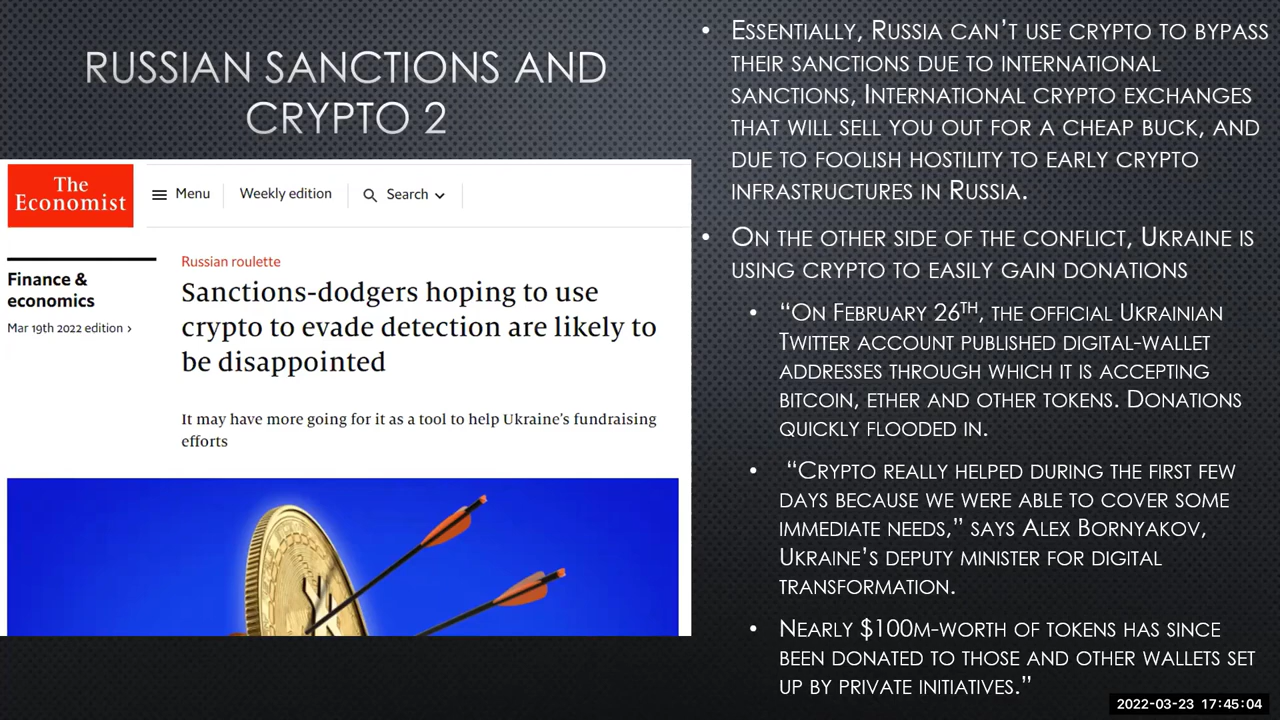 RUSSIAN SANCTIONS AND
CRYPTO 2
The
Economist
Menu
Weekly edition
Search
Finance &
economics
Mar 19th 2022 edition ›
Russian roulette
Sanctions-dodgers hoping to use
crypto to evade detection are likely to
be disappointed
It may have more going for it as a tool to help Ukraine's fundraising
efforts
• ESSENTIALLY, RUSSIA CAN'T USE CRYPTO TO BYPASS
THEIR SANCTIONS DUE TO INTERNATIONAL
SANCTIONS, INTERNATIONAL CRYPTO EXCHANGES
THAT WILL SELL YOU OUT FOR A CHEAP BUCK, AND
DUE TO FOOLISH HOSTILITY TO EARLY CRYPTO
INFRASTRUCTURES IN RUSSIA.
• ON THE OTHER SIDE OF THE CONFLICT, UKRAINE IS
USING CRYPTO TO EASILY GAIN DONATIONS
• “ON FEBRUARY 26TH, THE OFFICIAL UKRAINIAN
TWITTER ACCOUNT PUBLISHED DIGITAL-WALLET
ADDRESSES THROUGH WHICH IT IS ACCEPTING
BITCOIN, ETHER AND OTHER TOKENS. DONATIONS
QUICKLY FLOODED IN.
• “CRYPTO REALLY HELPED DURING THE FIRST FEW
DAYS BECAUSE WE WERE ABLE TO COVER SOME
IMMEDIATE NEEDS,” SAYS ALEX BORNYAKOV,
UKRAINE'S DEPUTY MINISTER FOR DIGITAL
TRANSFORMATION.
• NEARLY $100M-WORTH OF TOKENS HAS SINCE
BEEN DONATED TO THOSE AND OTHER WALLETS SET
UP BY PRIVATE INITIATIVES.”
2022-03-23 17:45:04